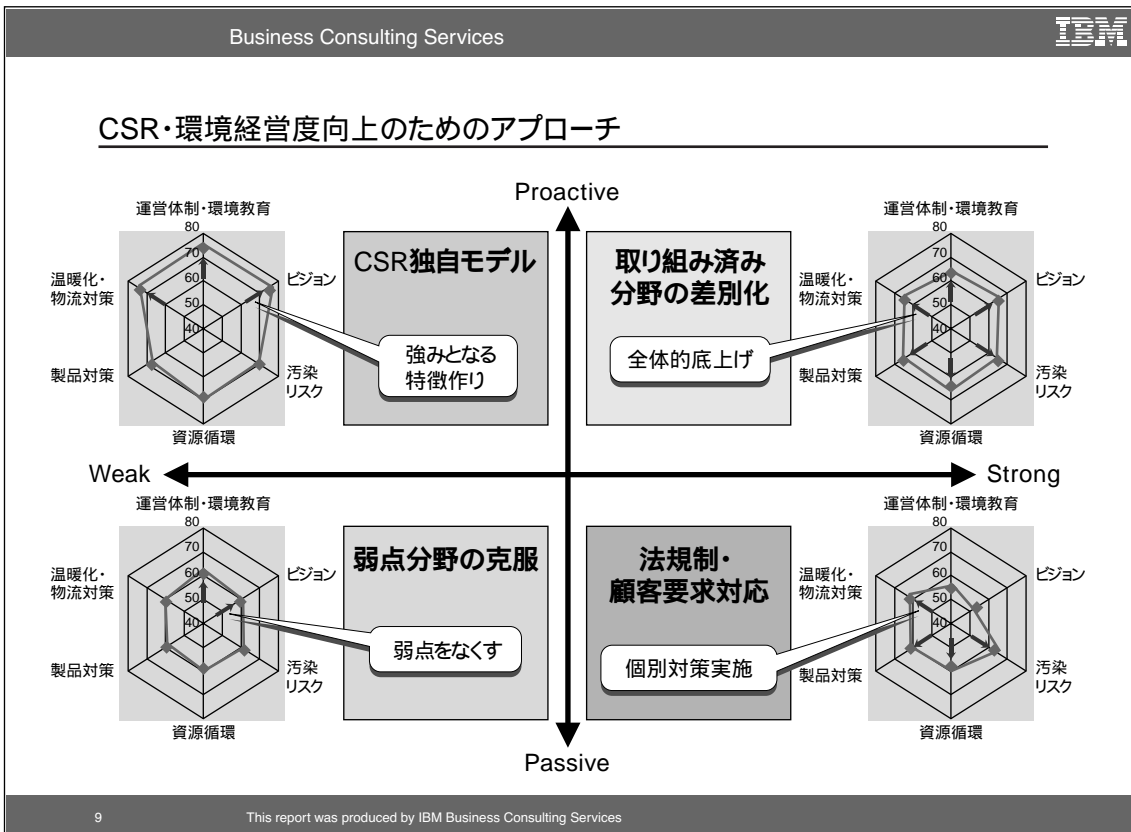 Business Consulting Services
IBM
CSR・環境経営度向上のためのアプローチ
Proactive
運営体制・環境教育
80
70
60
50
40
温暖化・
物流対策
ビジョン
製品対策
汚染
リスク
資源循環
CSR独自モデル
強みとなる
特徴作り
取り組み済み
分野の差別化
全体的底上げ
運営体制・環境教育
80
70
60
50
40
温暖化・
物流対策
ビジョン
製品対策
汚染
リスク
資源循環
Weak
Strong
運営体制・環境教育
80
70
60
50
40
温暖化・
物流対策
ビジョン
製品対策
汚染
リスク
資源循環
弱点分野の克服
弱点をなくす
法規制・
顧客要求対応
個別対策実施
運営体制・環境教育
80
70
60
50
40
温暖化・
物流対策
ビジョン
製品対策
汚染
リスク
資源循環
Passive
9
This report was produced by IBM Business Consulting Services